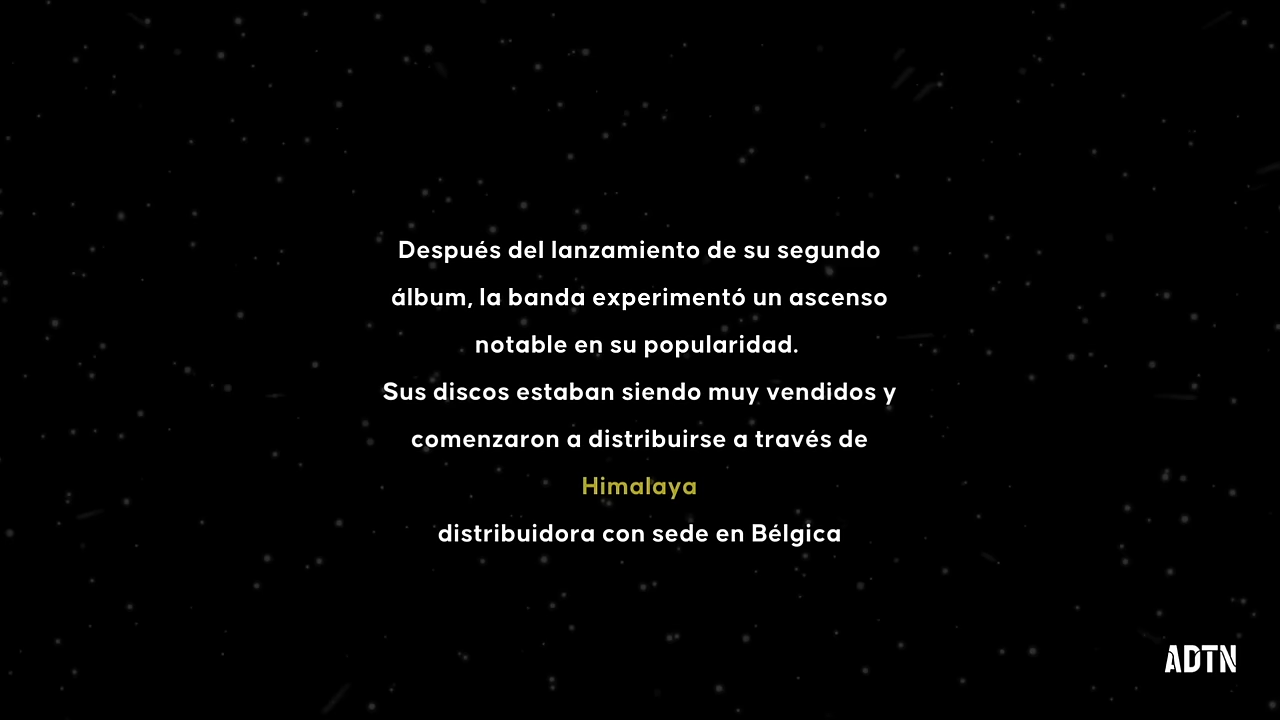 Después del lanzamiento de su segundo
álbum, la banda experimentó un ascenso
notable en su popularidad.
Sus discos estaban siendo muy vendidos y
comenzaron a distribuirse a través de
Himalaya
distribuidora con sede en Bélgica
ADTN